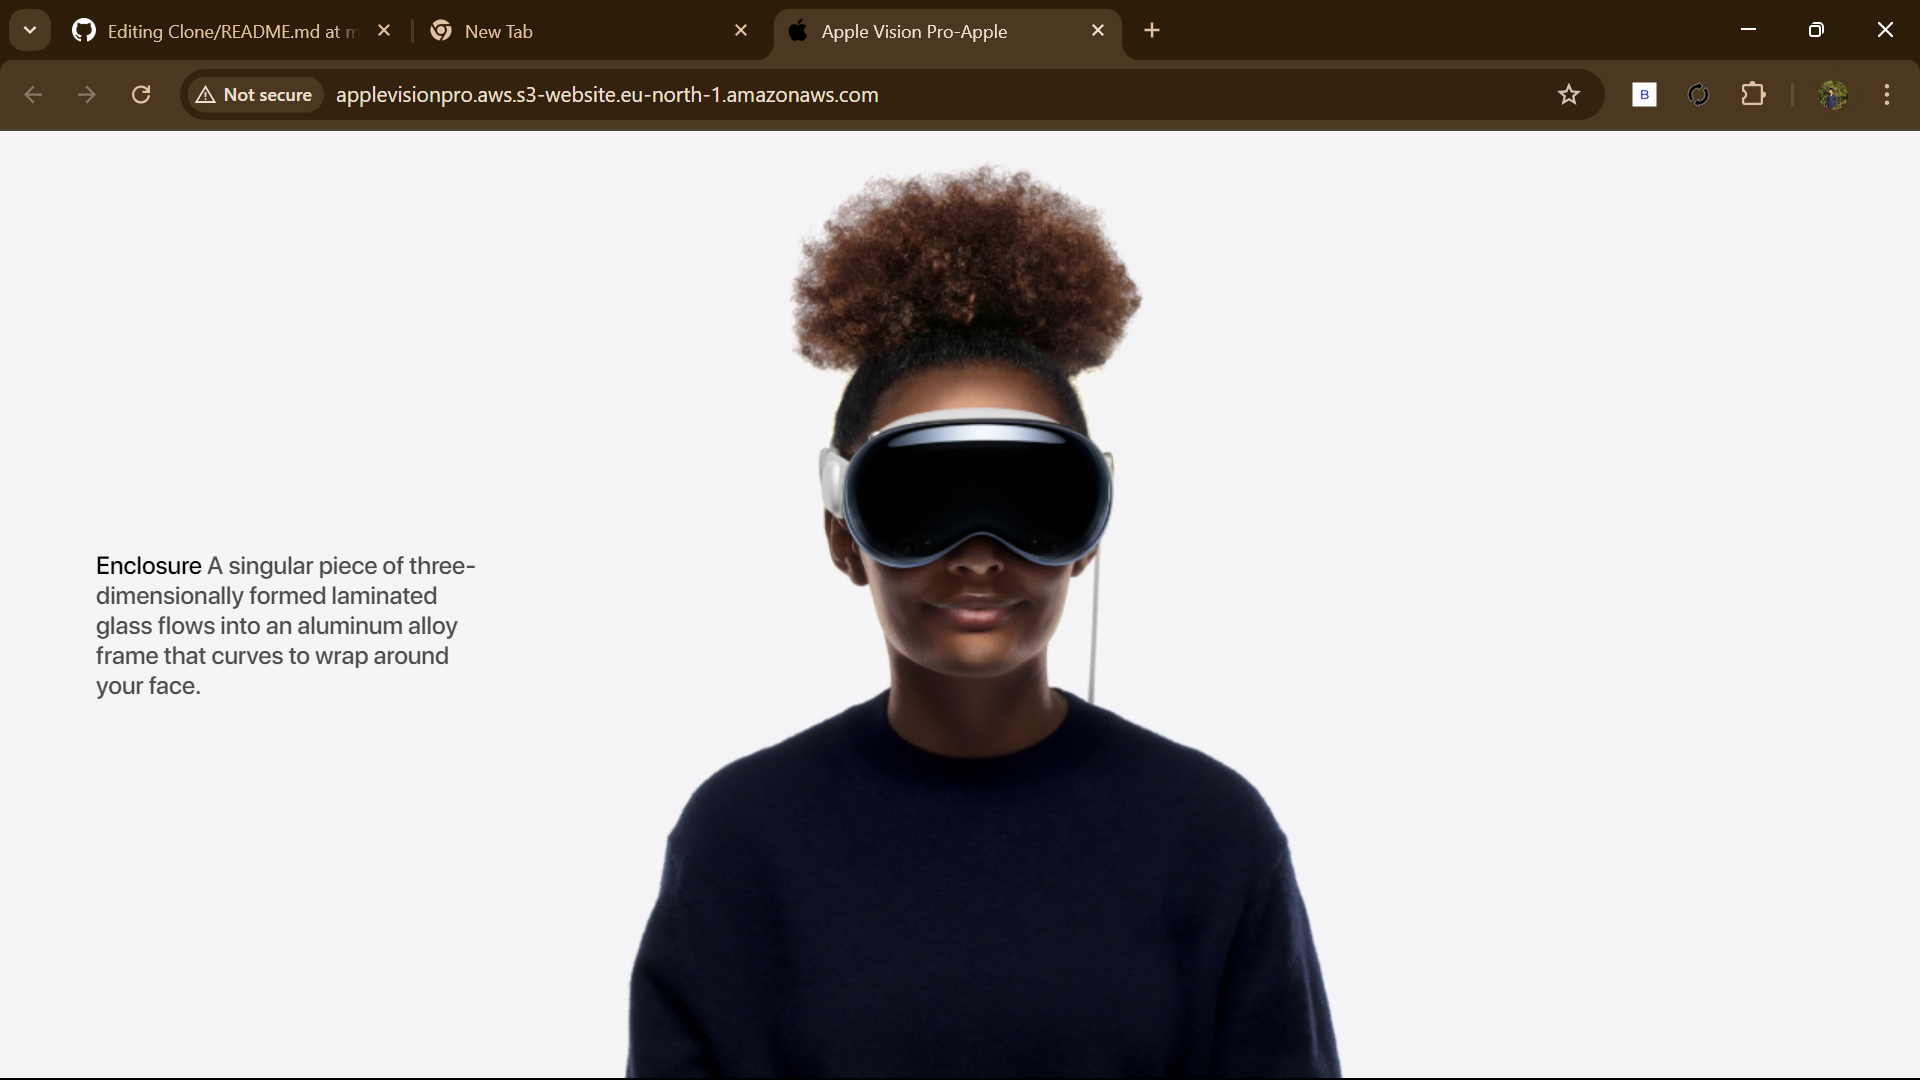 Editing Clone/README.md at m
New Tab
Apple Vision Pro-Apple
Not secure
applevisionpro.aws.s3-website.eu-north-1.amazonaws.com
B
Enclosure A singular piece of three-
dimensionally formed laminated
glass flows into an aluminum alloy
frame that curves to wrap around
your face.